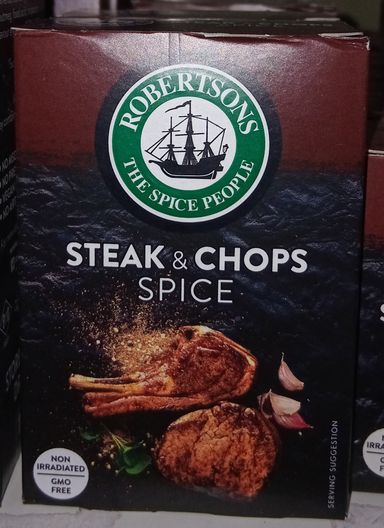 ROBERTSONS
THE SPICE PEOPLE
STEAK & CHOPS
SPICE
NON
IRRADIATED
GMO
FREE
SERVING SUGGESTION